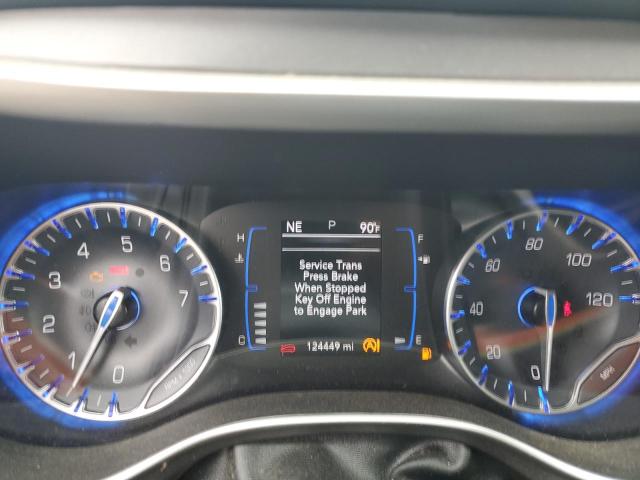 NE P 90°F
H F
Service Trans
Press Brake
When Stopped
Key Off Engine
to Engage Park
C E
124449 mi
0 1 2 3 4 5 6 7
0 20 40 60 80 100 120
MPH